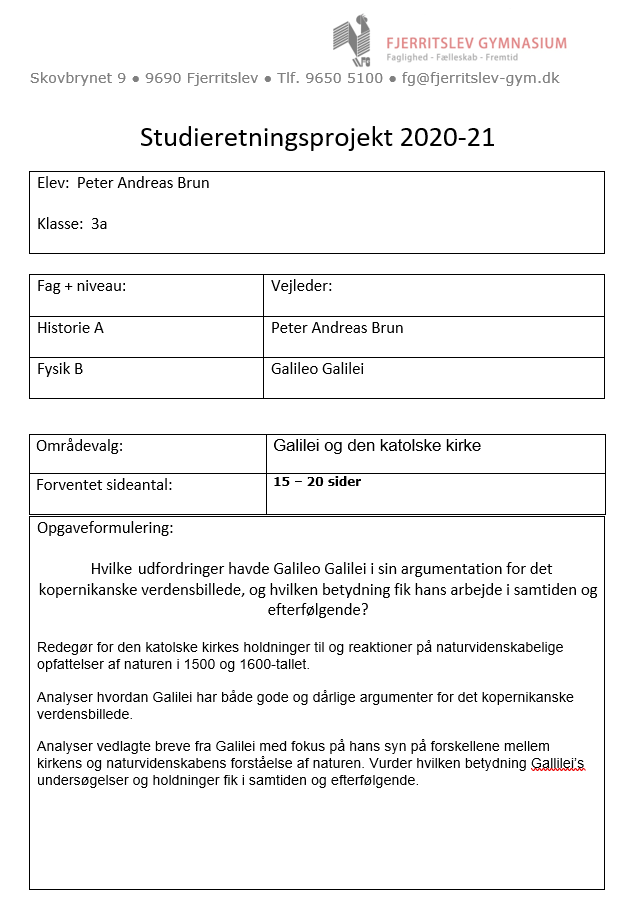 FJERRITSLEV GYMNASIUM
Faglighed - Fælleskab - Fremtid
Skovbrynet 9 ● 9690 Fjerritslev ● Tlf. 9650 5100 ● fg@fjerritslev-gym.dk
Studieretningsprojekt 2020-21
Elev: Peter Andreas Brun
Klasse: 3a
Fag + niveau: Vejleder:
Historie A Peter Andreas Brun
Fysik B Galileo Galilei
Områdevalg: Galilei og den katolske kirke
Forventet sideantal: 15 – 20 sider
Opgaveformulering:
Hvilke udfordringer havde Galileo Galilei i sin argumentation for det
kopernikanske verdensbillede, og hvilken betydning fik hans arbejde i samtiden og
efterfølgende?
Redegør for den katolske kirkes holdninger til og reaktioner på naturvidenskabelige
opfattelser af naturen i 1500 og 1600-tallet.
Analyser hvordan Galilei har både gode og dårlige argumenter for det kopernikanske
verdensbillede.
Analyser vedlagte breve fra Galilei med fokus på hans syn på forskellene mellem
kirkens og naturvidenskabens forståelse af naturen. Vurder hvilken betydning Gallilei's
undersøgelser og holdninger fik i samtiden og efterfølgende.